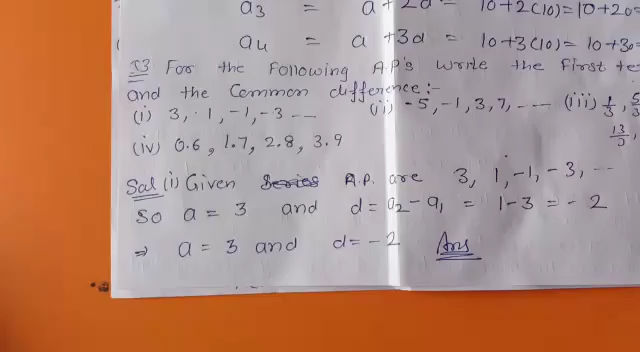 a3 = a + 2d = 10+2(10)=10+20=
a4 = a +3d = 10+3(10)= 10+30=
Q3 For the Following A.P.'s Write the First te
and the Common difference:-
(i) 3, 1, -1, -3 --- (ii) -5, -1, 3, 7, ---- (iii) 1/3, 5/3
(iv) 0.6, 1.7, 2.8, 3.9 13/3,
Sol (i) Given Series A.P. are 3, 1, -1, -3, ...
So a = 3 and d = a2 - a1 = 1-3 = -2
⇒ a = 3 and d = -2 Ans